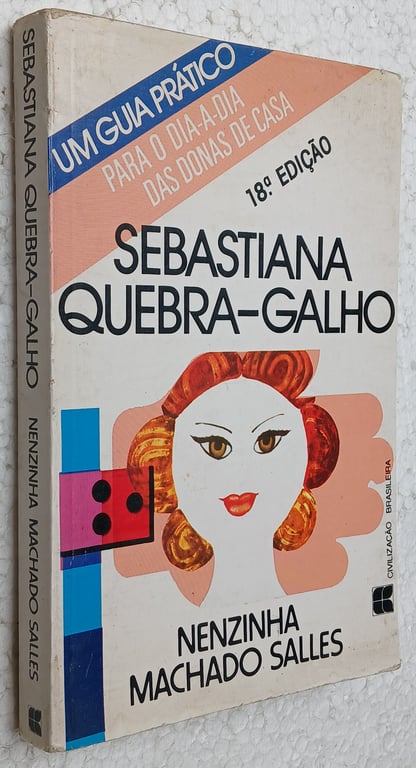 SEBASTIANA QUEBRA-GALHO NENZINHA MACHADO SALLES
UM GUIA PRÁTICO
PARA O DIA-A-DIA
DAS DONAS DE CASA
18ª EDIÇÃO
SEBASTIANA
QUEBRA-GALHO
CIVILIZAÇÃO BRASILEIRA
NENZINHA
MACHADO SALLES